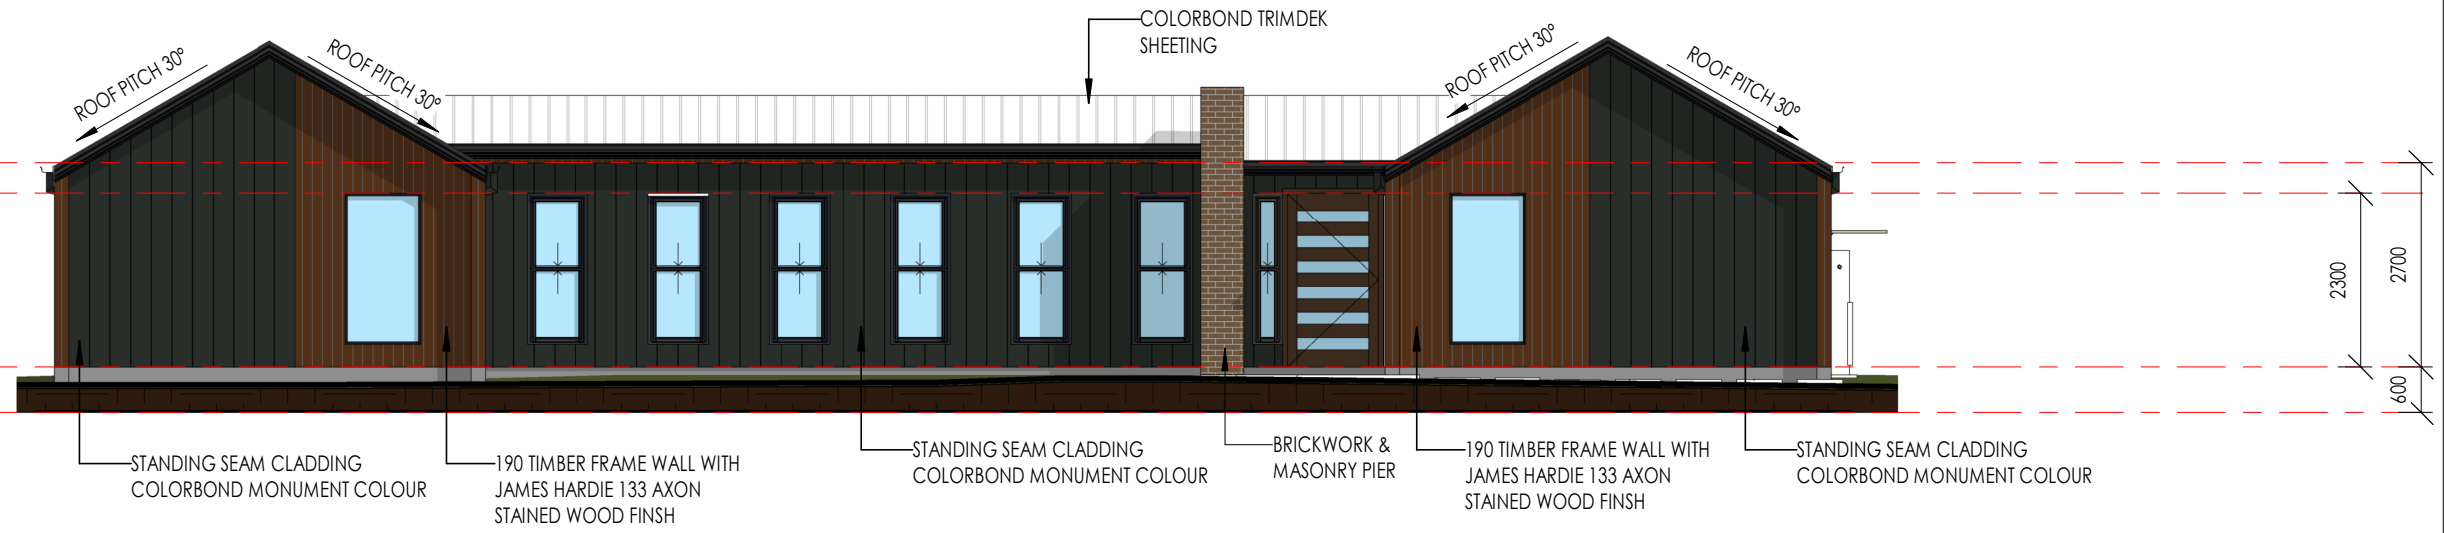 COLORBOND TRIMDEK
SHEETING
ROOF PITCH 30°
ROOF PITCH 30°
ROOF PITCH 30°
ROOF PITCH 30°
2300
2700
600
STANDING SEAM CLADDING
COLORBOND MONUMENT COLOUR
190 TIMBER FRAME WALL WITH
JAMES HARDIE 133 AXON
STAINED WOOD FINSH
STANDING SEAM CLADDING
COLORBOND MONUMENT COLOUR
BRICKWORK &
MASONRY PIER
190 TIMBER FRAME WALL WITH
JAMES HARDIE 133 AXON
STAINED WOOD FINSH
STANDING SEAM CLADDING
COLORBOND MONUMENT COLOUR